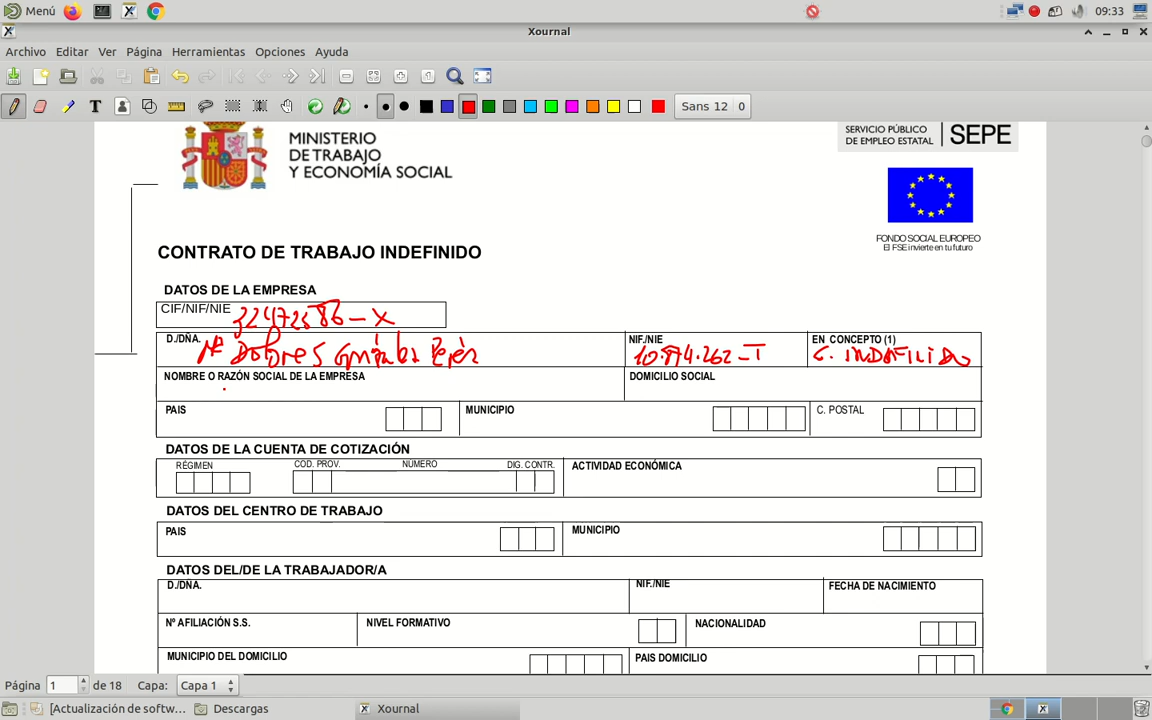 Menú 09:33
Xournal
Archivo Editar Ver Página Herramientas Opciones Ayuda
Sans 12 0
MINISTERIO
DE TRABAJO
Y ECONOMÍA SOCIAL
SERVICIO PÚBLICO
DE EMPLEO ESTATAL
SEPE
FONDO SOCIAL EUROPEO
El FSE invierte en tu futuro
CONTRATO DE TRABAJO INDEFINIDO
DATOS DE LA EMPRESA
CIF/NIF/NIE
D./DÑA. NIF./NIE EN CONCEPTO (1)
Mª Dolores González Pérez 10.874.262-T
NOMBRE O RAZÓN SOCIAL DE LA EMPRESA DOMICILIO SOCIAL
PAIS MUNICIPIO C. POSTAL
DATOS DE LA CUENTA DE COTIZACIÓN
RÉGIMEN COD. PROV. NÚMERO DIG. CONTR. ACTIVIDAD ECONÓMICA
DATOS DEL CENTRO DE TRABAJO
PAIS MUNICIPIO
DATOS DEL/DE LA TRABAJADOR/A
D./DÑA. NIF./NIE FECHA DE NACIMIENTO
Nº AFILIACIÓN S.S. NIVEL FORMATIVO NACIONALIDAD
MUNICIPIO DEL DOMICILIO PAIS DOMICILIO
Página 1 de 18 Capa: Capa 1
[Actualización de softw... Descargas Xournal